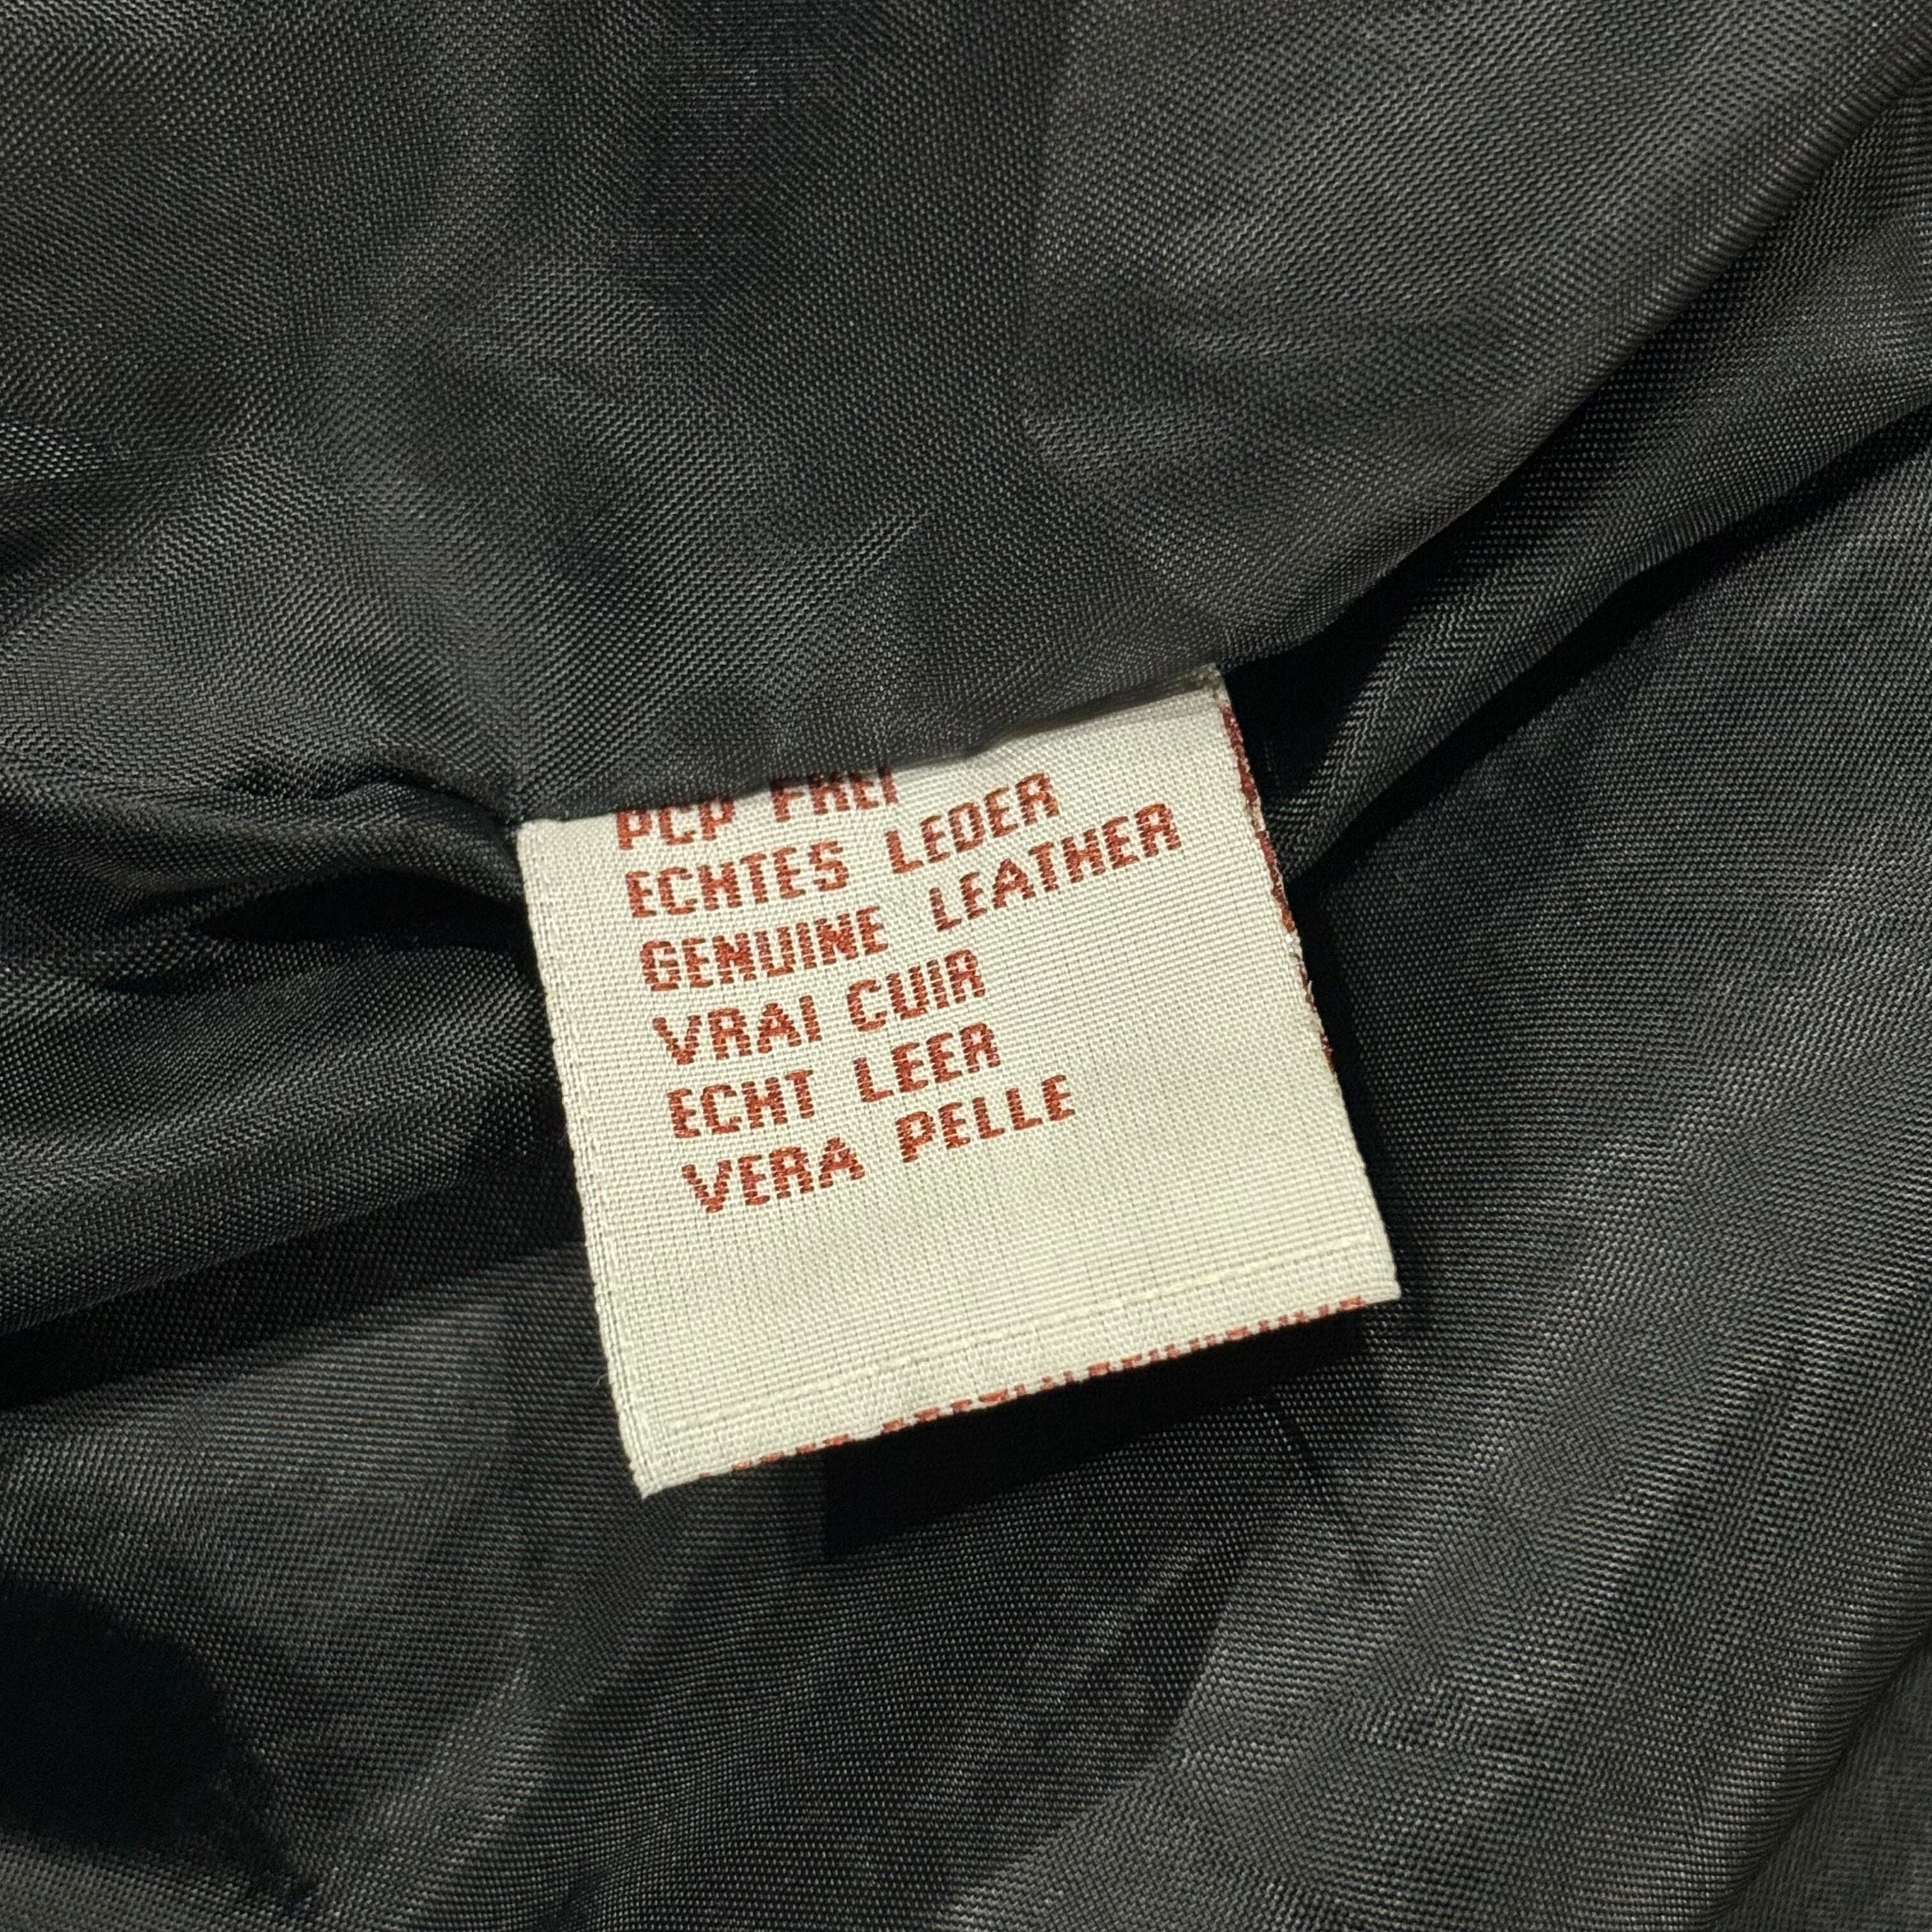 PCP FREI
ECHTES LEDER
GENUINE LEATHER
VRAI CUIR
ECHT LEER
VERA PELLE